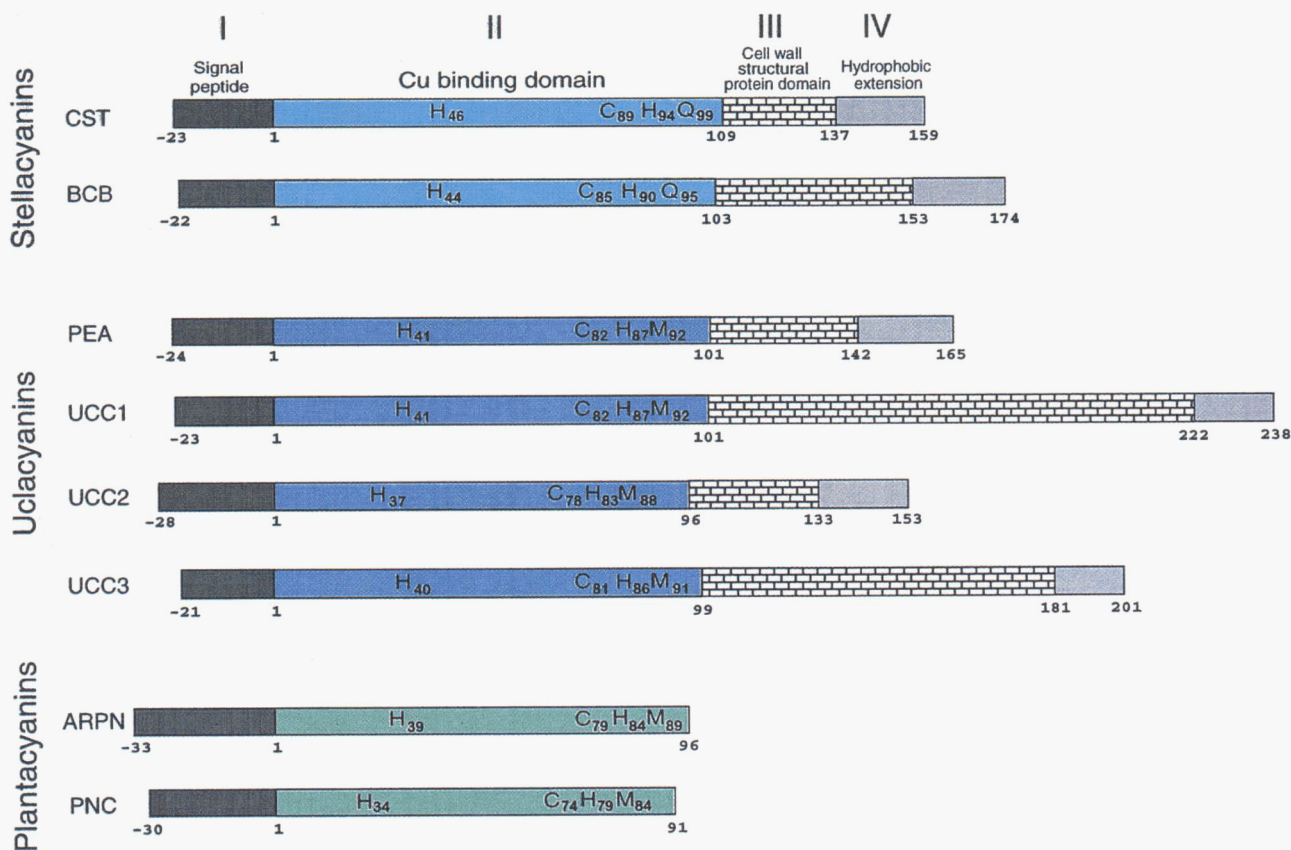 I II III IV
Signal peptide
Cu binding domain
Cell wall structural protein domain
Hydrophobic extension
Stellacyanins
CST H46 C89 H94 Q99
-23 1 109 137 159
BCB H44 C85 H90 Q95
-22 1 103 153 174
Uclacyanins
PEA H41 C82 H87 M92
-24 1 101 142 165
UCC1 H41 C82 H87 M92
-23 1 101 222 238
UCC2 H37 C78 H83 M88
-28 1 96 133 153
UCC3 H40 C81 H86 M91
-21 1 99 181 201
Plantacyanins
ARPN H39 C79 H84 M89
-33 1 96
PNC H34 C74 H79 M84
-30 1 91